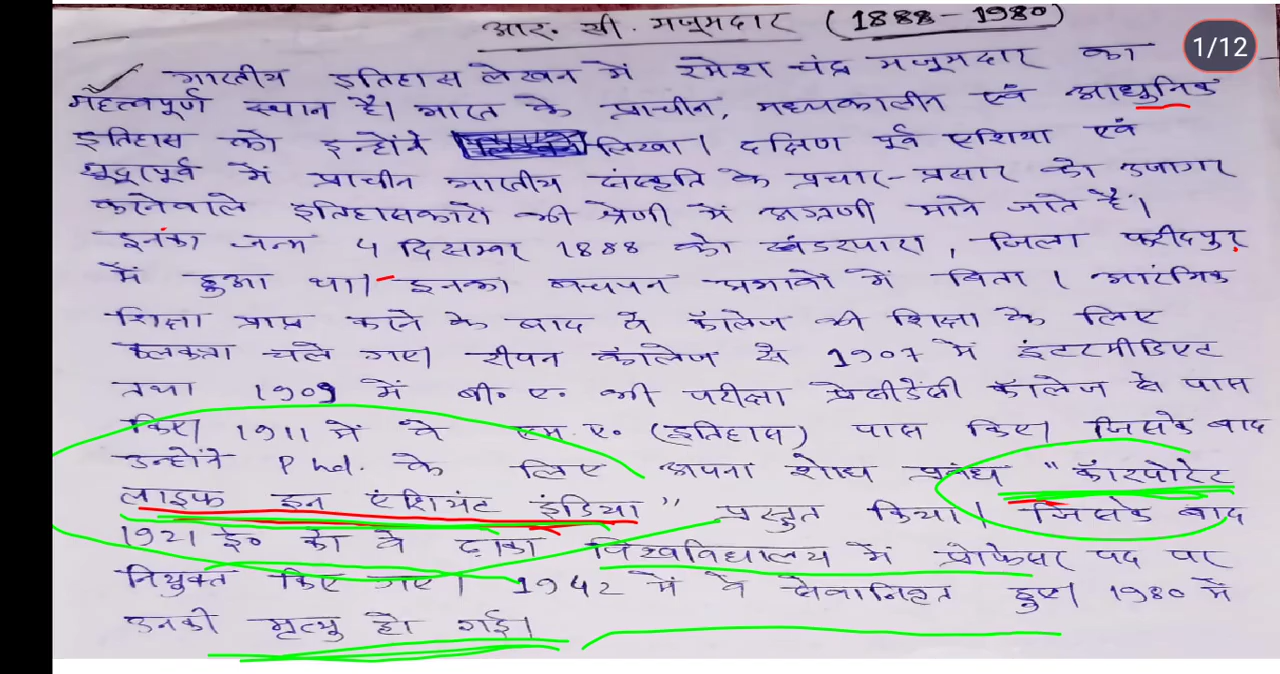 आर. सी. मजूमदार (1888-1980)
1/12
भारतीय इतिहास लेखन में रमेश चंद्र मजूमदार का
महत्वपूर्ण स्थान है। भारत के प्राचीन, मध्यकालीन एवं आधुनिक
इतिहास को इन्होंने लिखा। दक्षिण पूर्व एशिया एवं
सुदूरपूर्व में प्राचीन भारतीय संस्कृति के प्रचार-प्रसार को उजागर
करनेवाले इतिहासकारों की श्रेणी में अग्रणी माने जाते हैं।
इनका जन्म 4 दिसम्बर 1888 को खंडरपारा, जिला फरीदपुर
में हुआ था। इनका बचपन अभावों में बिता। आरंभिक
शिक्षा प्राप्त करने के बाद वे कॉलेज की शिक्षा के लिए
कलकत्ता चले गए। रीपन कॉलेज से 1907 में इंटरमीडिएट
तथा 1909 में बी. ए. की परीक्षा प्रेसीडेंसी कॉलेज से पास
किए। 1911 में वे एम. ए. (इतिहास) पास किए। जिसके बाद
उन्होंने Phd. के लिए अपना शोध प्रबंध "कॉरपोरेट
लाइफ इन एंशियंट इंडिया" प्रस्तुत किया। जिसके बाद
1921 ई० को वे ढ़ाका विश्वविद्यालय में प्रोफेसर पद पर
नियुक्त किए गए। 1942 में वे सेवानिवृत हुए। 1980 में
उनकी मृत्यु हो गई।